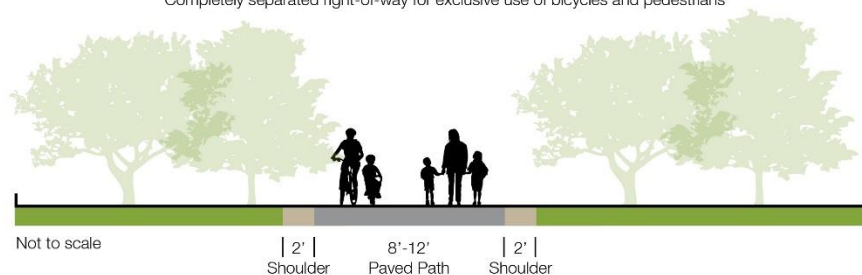 Completely separated right-of-way for exclusive use of bicycles and pedestrians
Not to scale
2' 8'-12' 2'
Shoulder Paved Path Shoulder